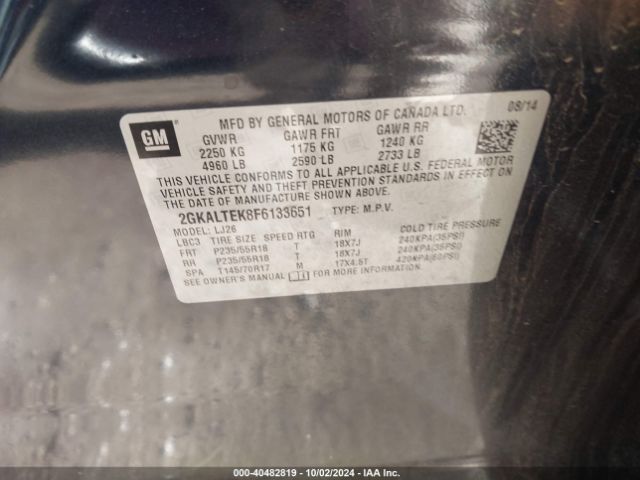 MFD BY GENERAL MOTORS OF CANADA LTD. 08/14
GM
GVWR GAWR FRT GAWR RR
2250 KG 1175 KG 1240 KG
4960 LB 2590 LB 2733 LB
THIS VEHICLE CONFORMS TO ALL APPLICABLE U.S. FEDERAL MOTOR
VEHICLE SAFETY AND THEFT PREVENTION STANDARDS IN EFFECT ON
THE DATE OF MANUFACTURE SHOWN ABOVE.
2GKALTEK8F6133651 TYPE: M.P.V.
MODEL: LJ26
LBC3 TIRE SIZE SPEED RTG RIM COLD TIRE PRESSURE
FRT P235/55R18 T 18X7J 240KPA(35PSI)
RR P235/55R18 T 18X7J 240KPA(35PSI)
SPA T145/70R17 M 17X4.5T 420KPA(60PSI)
SEE OWNER'S MANUAL FOR MORE INFORMATION
000-40482819 - 10/02/2024 - IAA Inc.